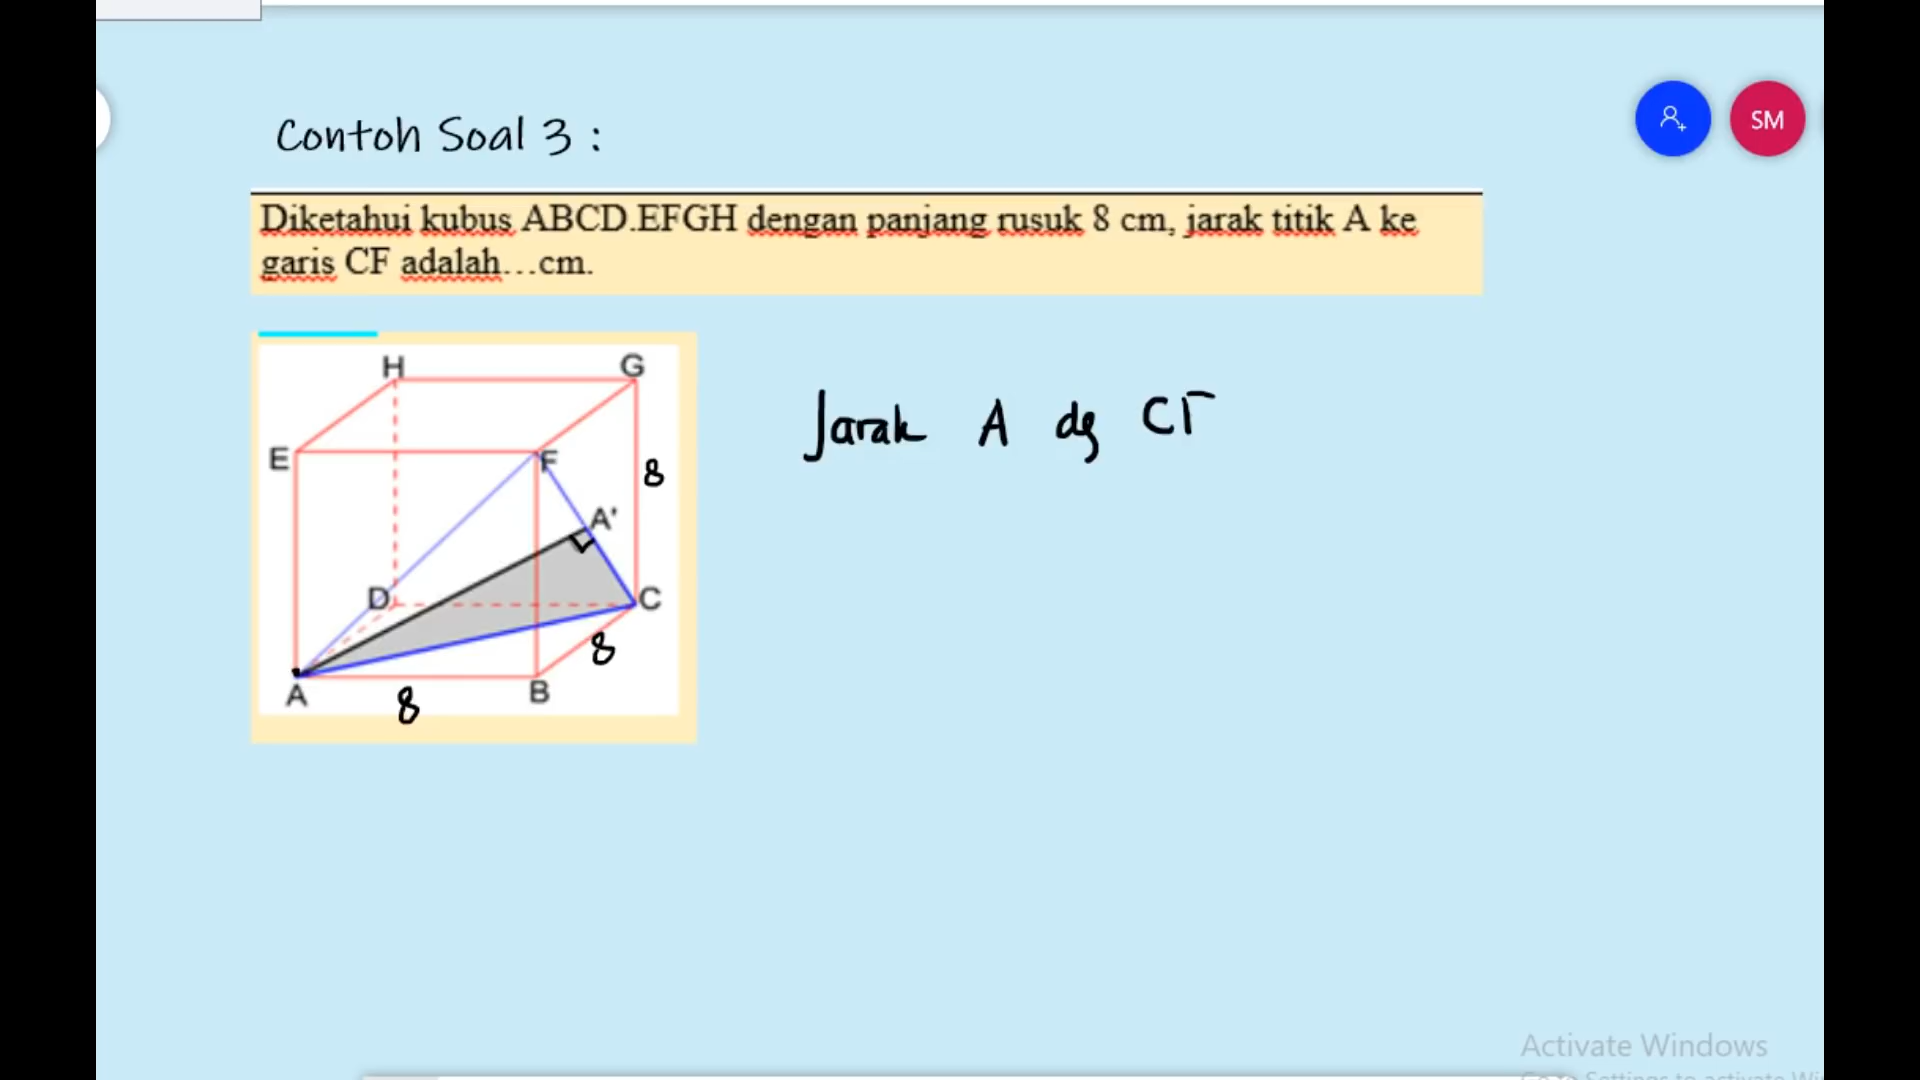 SM
Contoh Soal 3 :
Diketahui kubus ABCD.EFGH dengan panjang rusuk 8 cm, jarak titik A ke
garis CF adalah...cm.
H
G
Jarak A dg CF
E
F
8
A'
D
C
8
A
8
B
Activate Windows